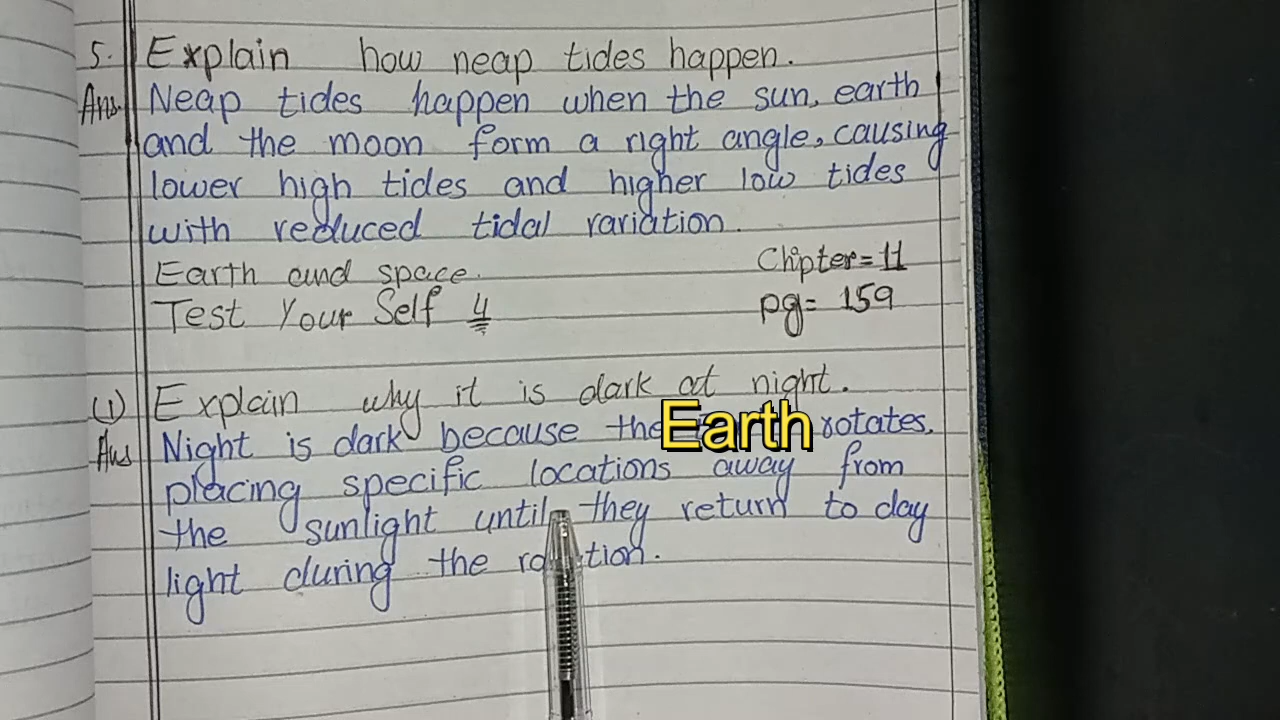 5. Explain how neap tides happen.
Ans. Neap tides happen when the sun, earth
and the moon form a right angle, causing
lower high tides and higher low tides
with reduced tidal rariation.
Earth and space. Chipter=11
Test Your Self 4 pg= 159
(1) Explain why it is dark at night.
Ans Night is dark because the Earth rotates,
placing specific locations away from
the sunlight until they return to day
light during the rotation.